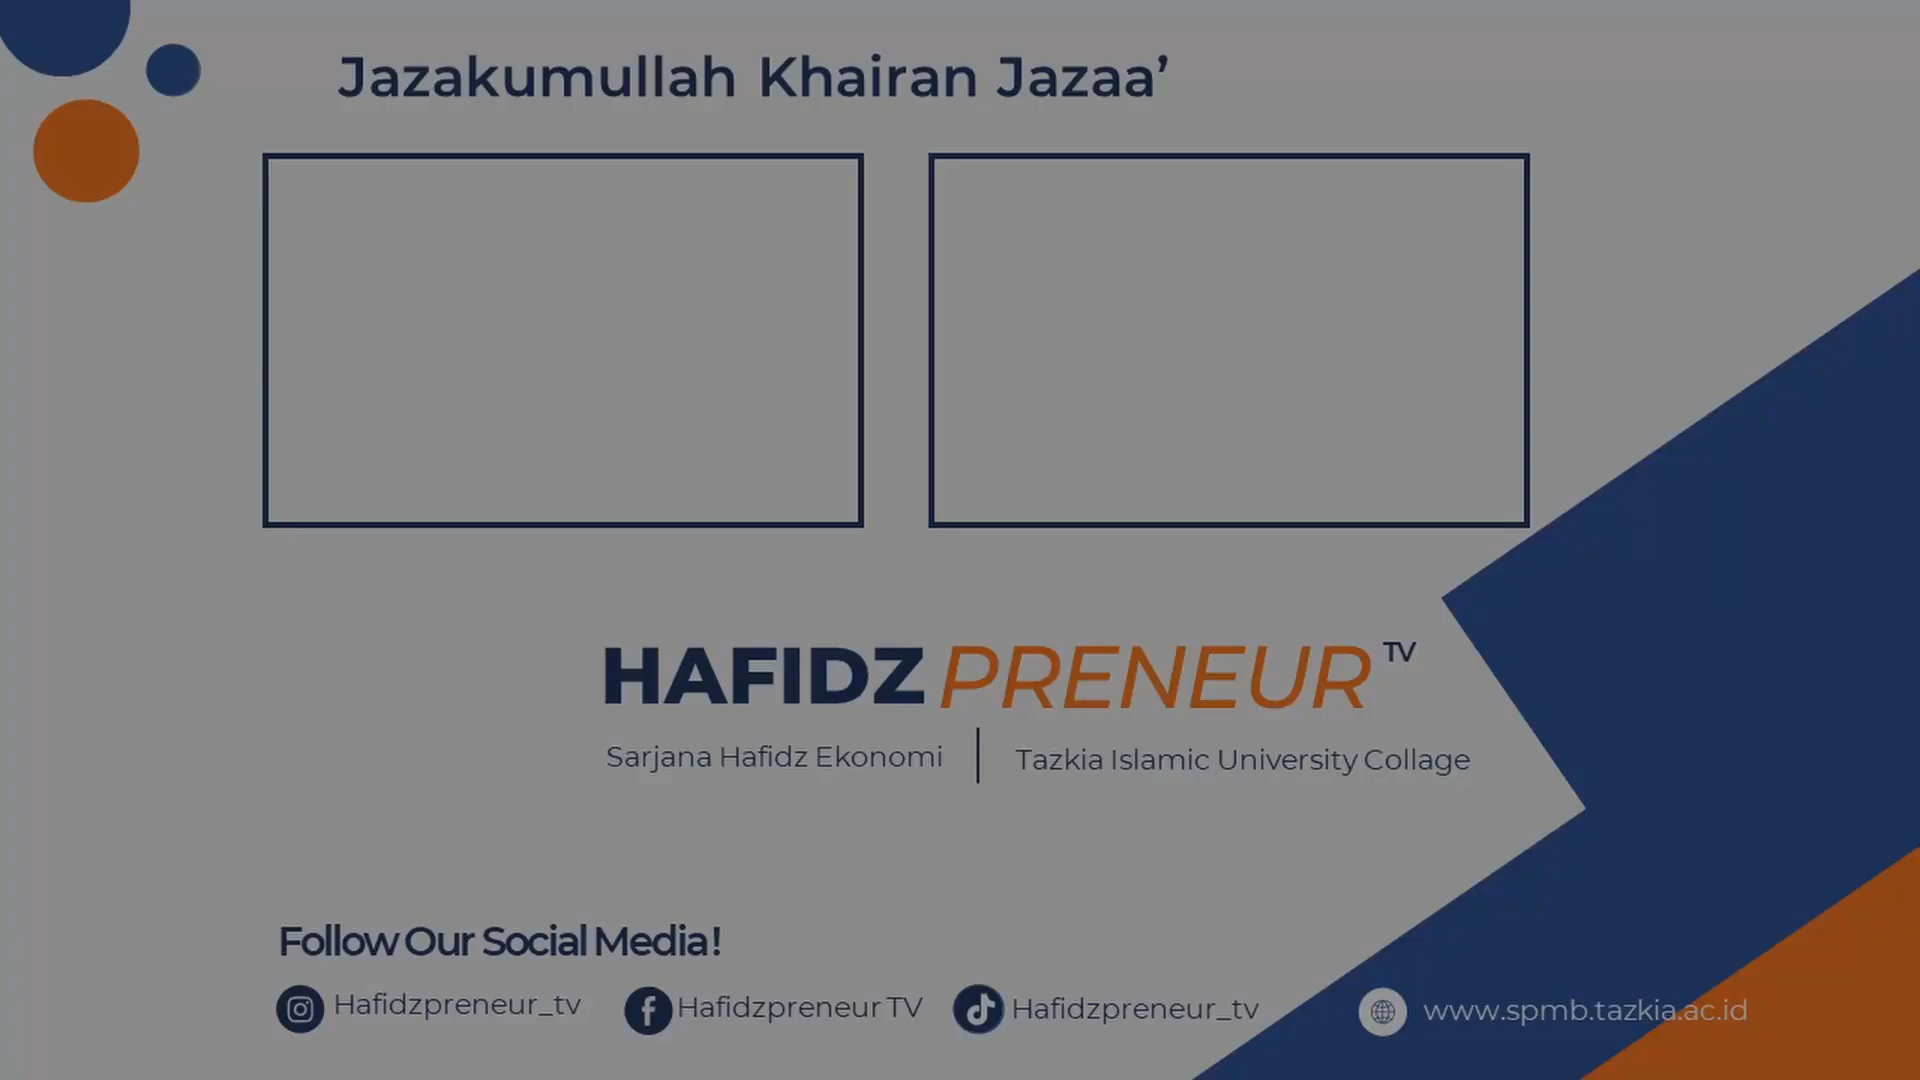 Jazakumullah Khairan Jazaa’
HAFIDZ PRENEUR TV
Sarjana Hafidz Ekonomi | Tazkia Islamic University Collage
Follow Our Social Media!
Hafidzpreneur_tv Hafidzpreneur TV Hafidzpreneur_tv www.spmb.tazkia.ac.id